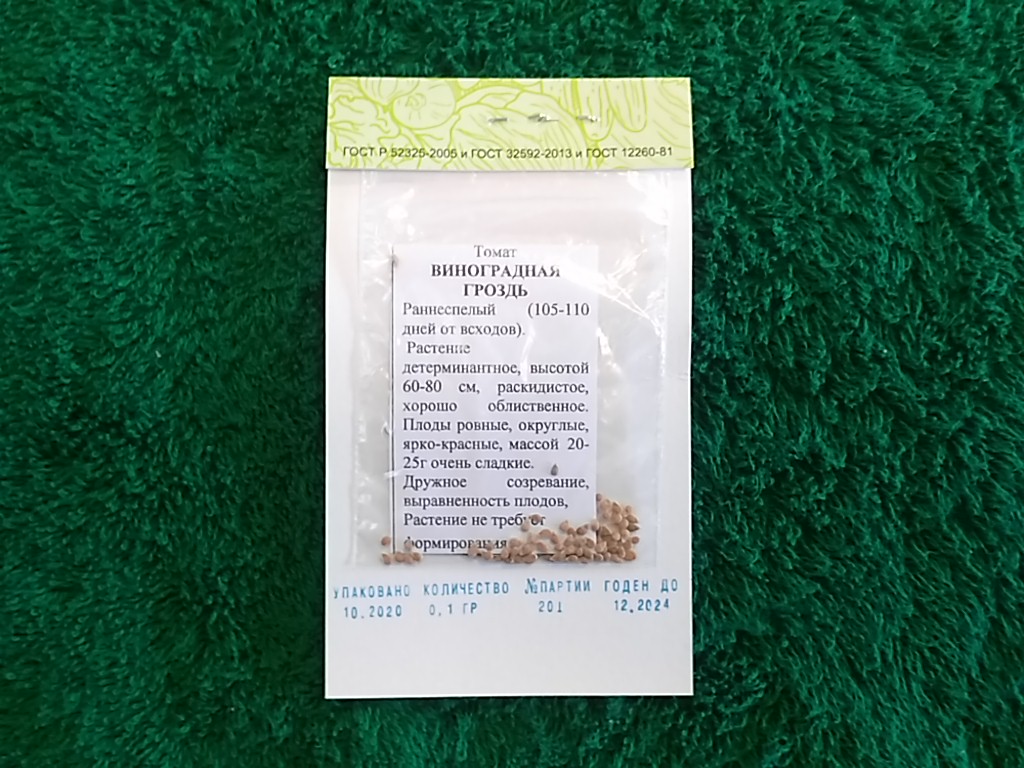 ГОСТ Р 52325-2005 и ГОСТ 32592-2013 и ГОСТ 12260-81
Томат
ВИНОГРАДНАЯ
ГРОЗДЬ
Раннеспелый (105-110
дней от всходов).
Растение
детерминантное, высотой
60-80 см, раскидистое,
хорошо облиственное.
Плоды ровные, округлые,
ярко-красные, массой 20-
25г очень сладкие.
Дружное созревание,
выравненность плодов,
Растение не требует
формирования
УПАКОВАНО КОЛИЧЕСТВО №ПАРТИИ ГОДЕН ДО
10.2020 0,1 ГР 201 12.2024